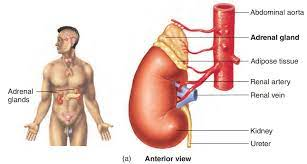 Adrenal
glands
Abdominal aorta
Adrenal gland
Adipose tissue
Renal artery
Renal vein
Kidney
Ureter
(a) Anterior view